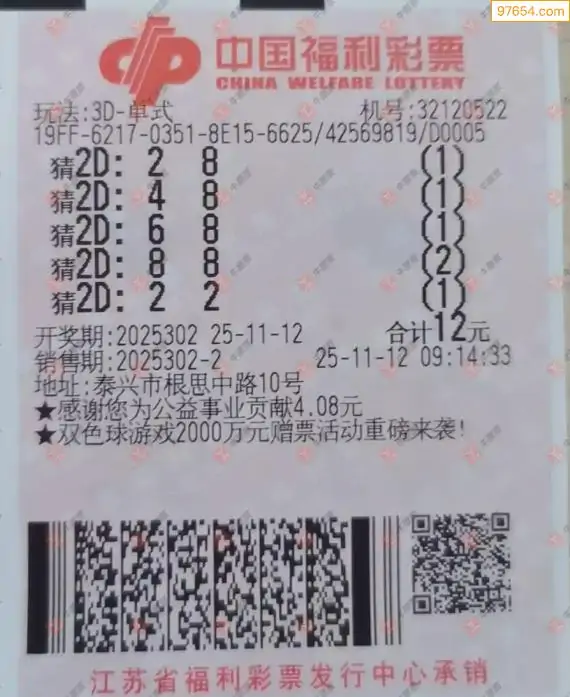 97654.com
中国福利彩票
CHINA WELFARE LOTTERY
玩法:3D-单式 机号:32120522
19FF-6217-0351-8E15-6625/42569819/D0005
猜2D: 2 8 (1)
猜2D: 4 8 (1)
猜2D: 6 8 (1)
猜2D: 8 8 (2)
猜2D: 2 2 (1)
开奖期:2025302 25-11-12 合计12元
销售期:2025302-2 25-11-12 09:14:33
地址:泰兴市根思中路10号
★感谢您为公益事业贡献4.08元
★双色球游戏2000万元赠票活动重磅来袭!
江苏省福利彩票发行中心承销